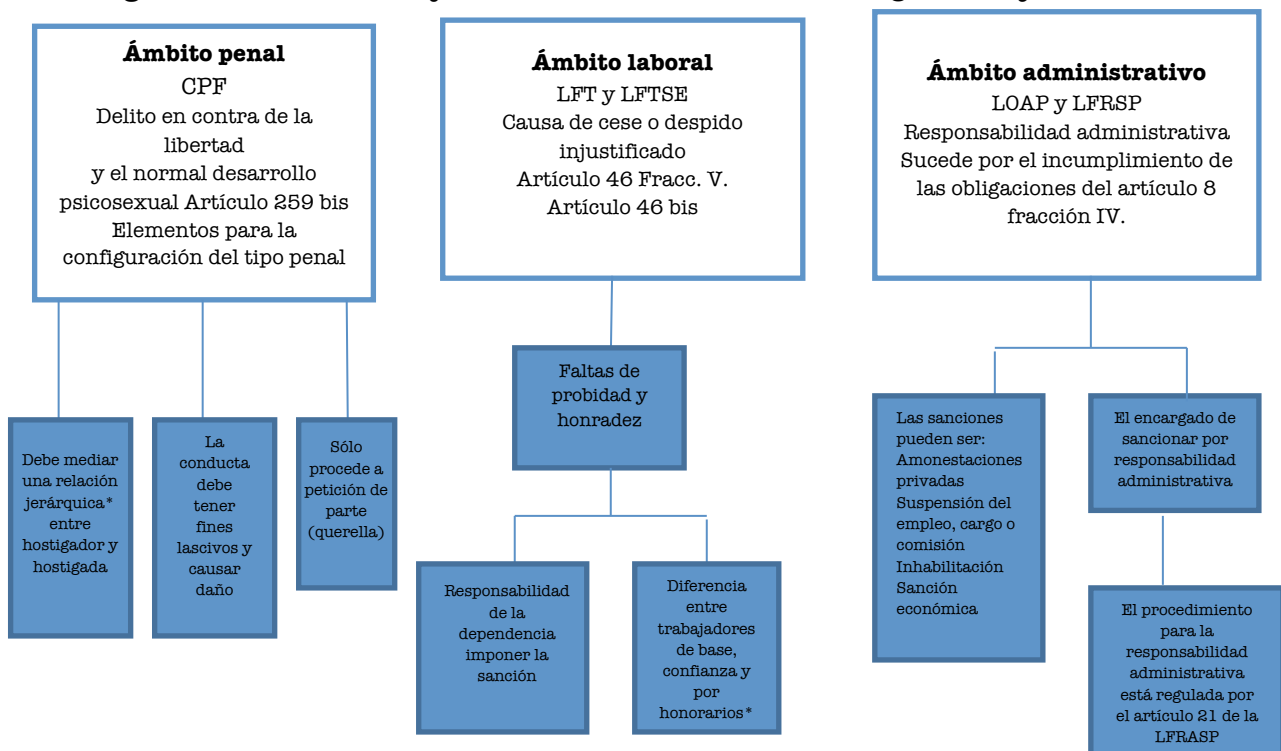 Ámbito penal
CPF
Delito en contra de la
libertad
y el normal desarrollo
psicosexual Artículo 259 bis
Elementos para la
configuración del tipo penal
Ámbito laboral
LFT y LFTSE
Causa de cese o despido
injustificado
Artículo 46 Fracc. V.
Artículo 46 bis
Ámbito administrativo
LOAP y LFRSP
Responsabilidad administrativa
Sucede por el incumplimiento de
las obligaciones del artículo 8
fracción IV.
Debe mediar
una relación
jerárquica*
entre
hostigador y
hostigada
La
conducta
debe
tener
fines
lascivos y
causar
daño
Sólo
procede a
petición de
parte
(querella)
Faltas de
probidad y
honradez
Responsabilidad
de la
dependencia
imponer la
sanción
Diferencia
entre
trabajadores
de base,
confianza y
por
honorarios*
Las sanciones
pueden ser:
Amonestaciones
privadas
Suspensión del
empleo, cargo o
comisión
Inhabilitación
Sanción
económica
El encargado de
sancionar por
responsabilidad
administrativa
El procedimiento
para la
responsabilidad
administrativa
está regulada por
el artículo 21 de la
LFRASP